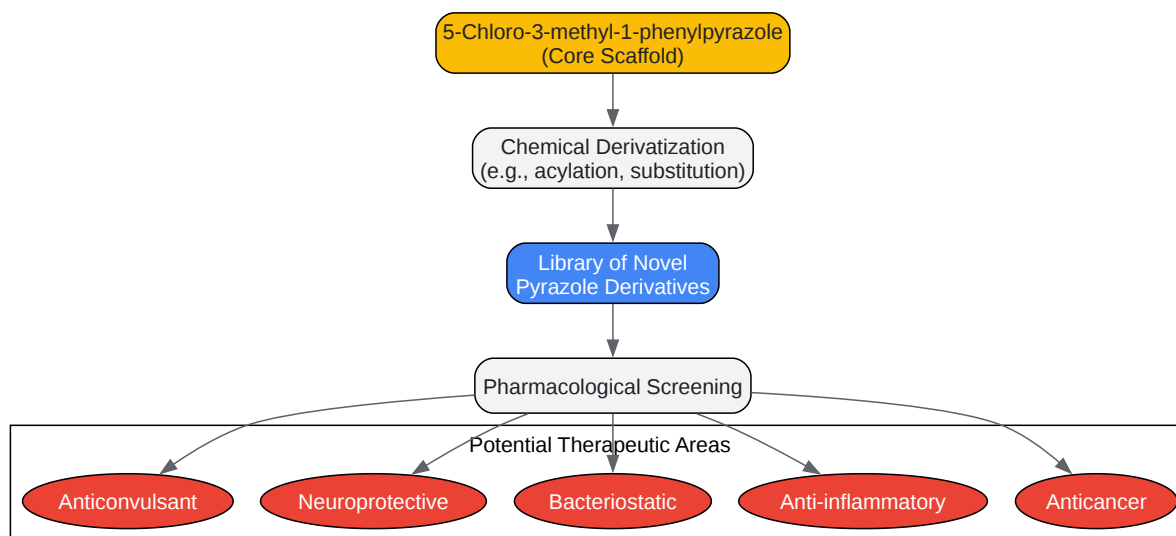 5-Chloro-3-methyl-1-phenylpyrazole
(Core Scaffold)
Chemical Derivatization
(e.g., acylation, substitution)
Library of Novel
Pyrazole Derivatives
Pharmacological Screening
Potential Therapeutic Areas
Anticonvulsant
Neuroprotective
Bacteriostatic
Anti-inflammatory
Anticancer